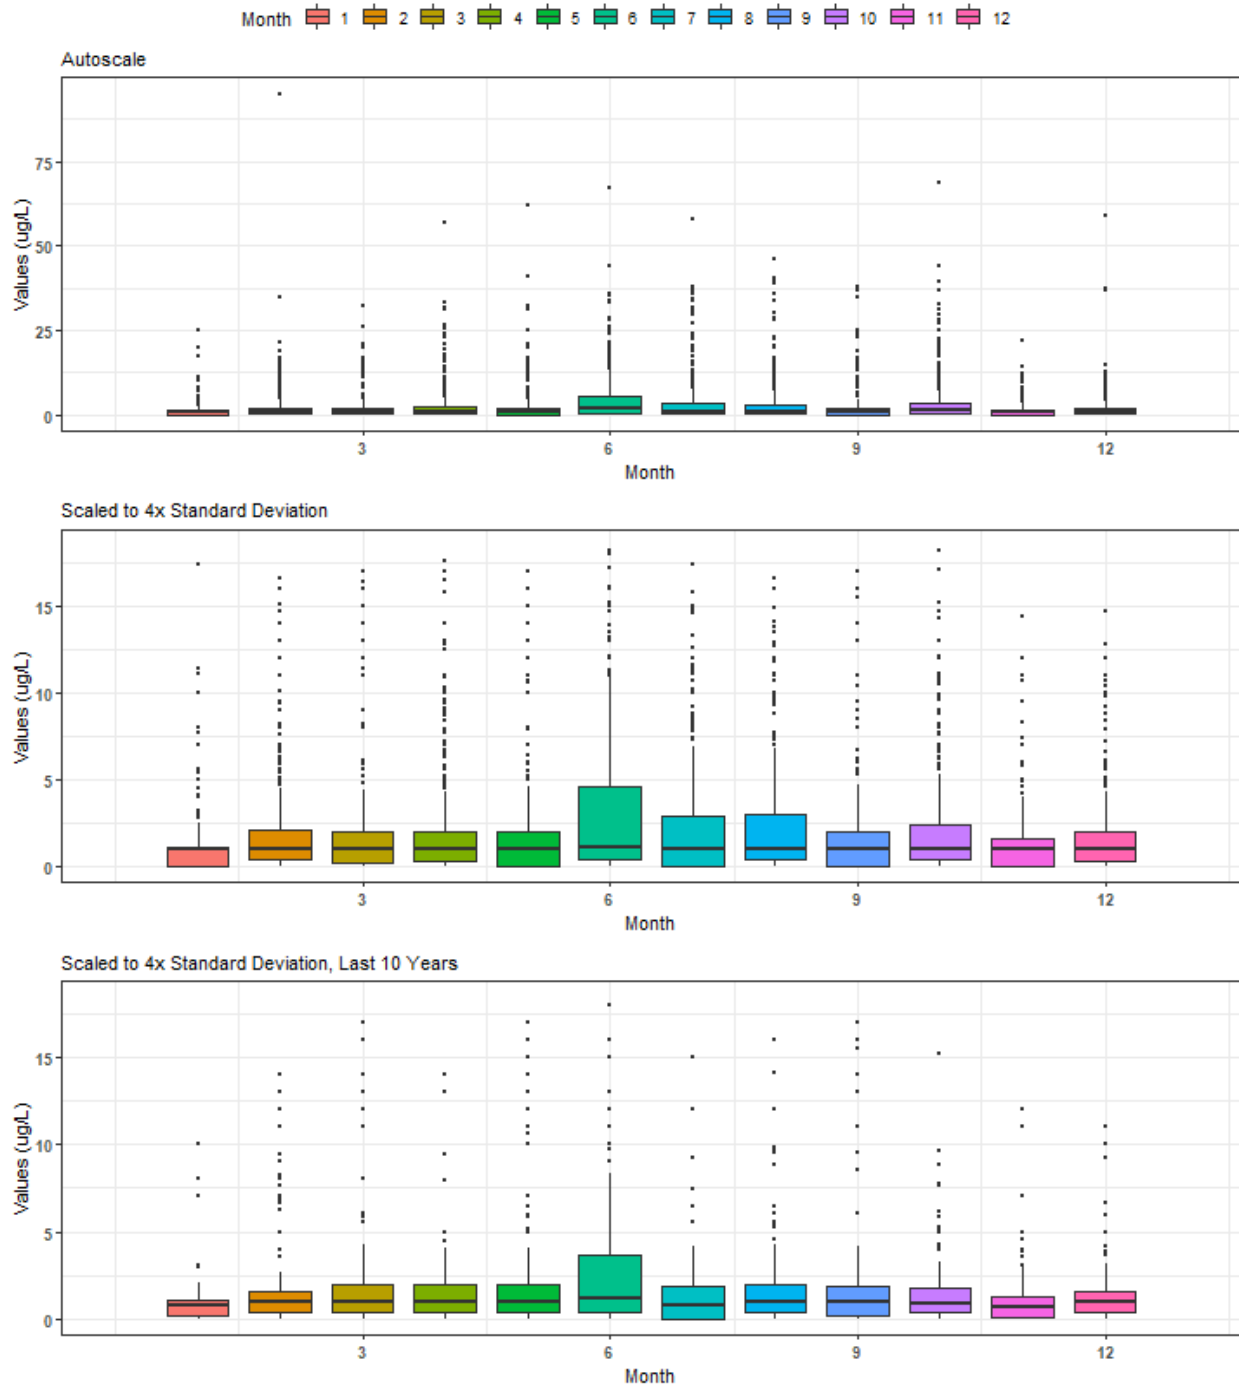 Month 1 2 3 4 5 6 7 8 9 10 11 12
Autoscale
Values (ug/L)
75
50
25
0
3 6 9 12
Month
Scaled to 4x Standard Deviation
Values (ug/L)
15
10
5
0
3 6 9 12
Month
Scaled to 4x Standard Deviation, Last 10 Years
Values (ug/L)
15
10
5
0
3 6 9 12
Month